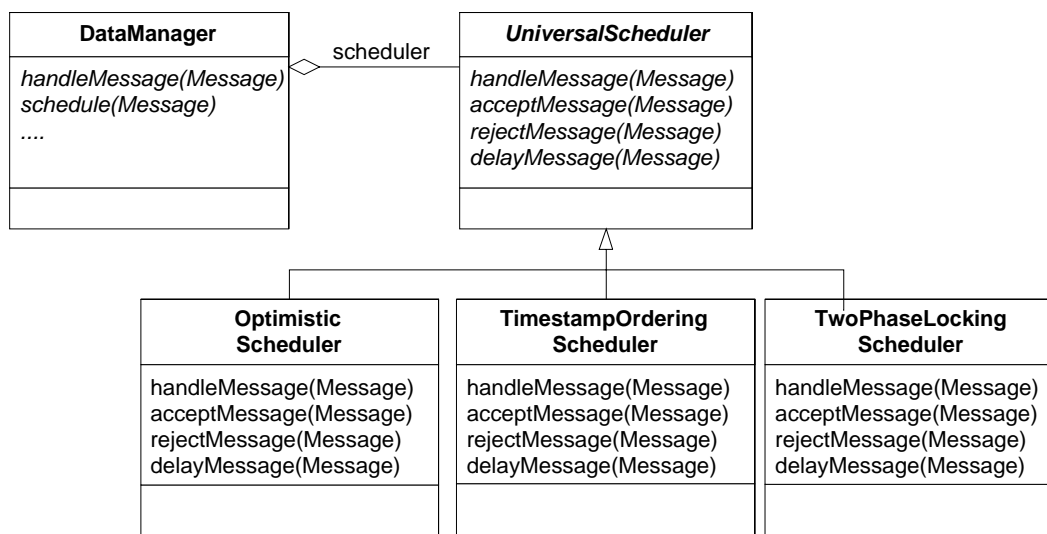 DataManager
handleMessage(Message)
schedule(Message)
....
scheduler
UniversalScheduler
handleMessage(Message)
acceptMessage(Message)
rejectMessage(Message)
delayMessage(Message)
Optimistic
Scheduler
handleMessage(Message)
acceptMessage(Message)
rejectMessage(Message)
delayMessage(Message)
TimestampOrdering
Scheduler
handleMessage(Message)
acceptMessage(Message)
rejectMessage(Message)
delayMessage(Message)
TwoPhaseLocking
Scheduler
handleMessage(Message)
acceptMessage(Message)
rejectMessage(Message)
delayMessage(Message)